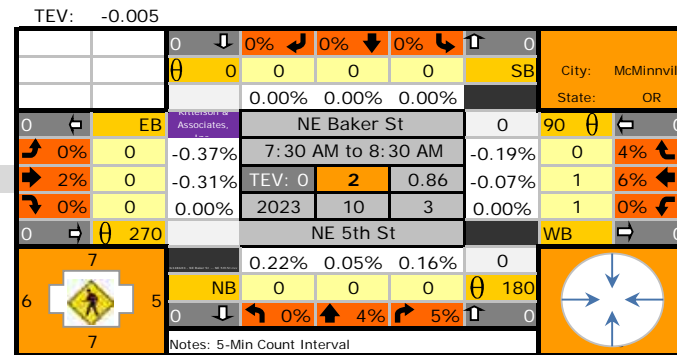 TEV: -0.005
0 0% 0% 0% 0
θ 0 0 0 0 SB City: McMinnvil
0.00% 0.00% 0.00% State: OR
0 EB Associates, NE Baker St 0 90 θ
0% 0 -0.37% 7:30 AM to 8:30 AM -0.19% 0 4%
2% 0 -0.31% TEV: 0 2 0.86 -0.07% 1 6%
0% 0 0.00% 2023 10 3 0.00% 1 0%
0 θ 270 NE 5th St WB
7 0.22% 0.05% 0.16% 0
6 5 NB 0 0 0 θ 180
7 0 0% 4% 5% 0
Notes: 5-Min Count Interval